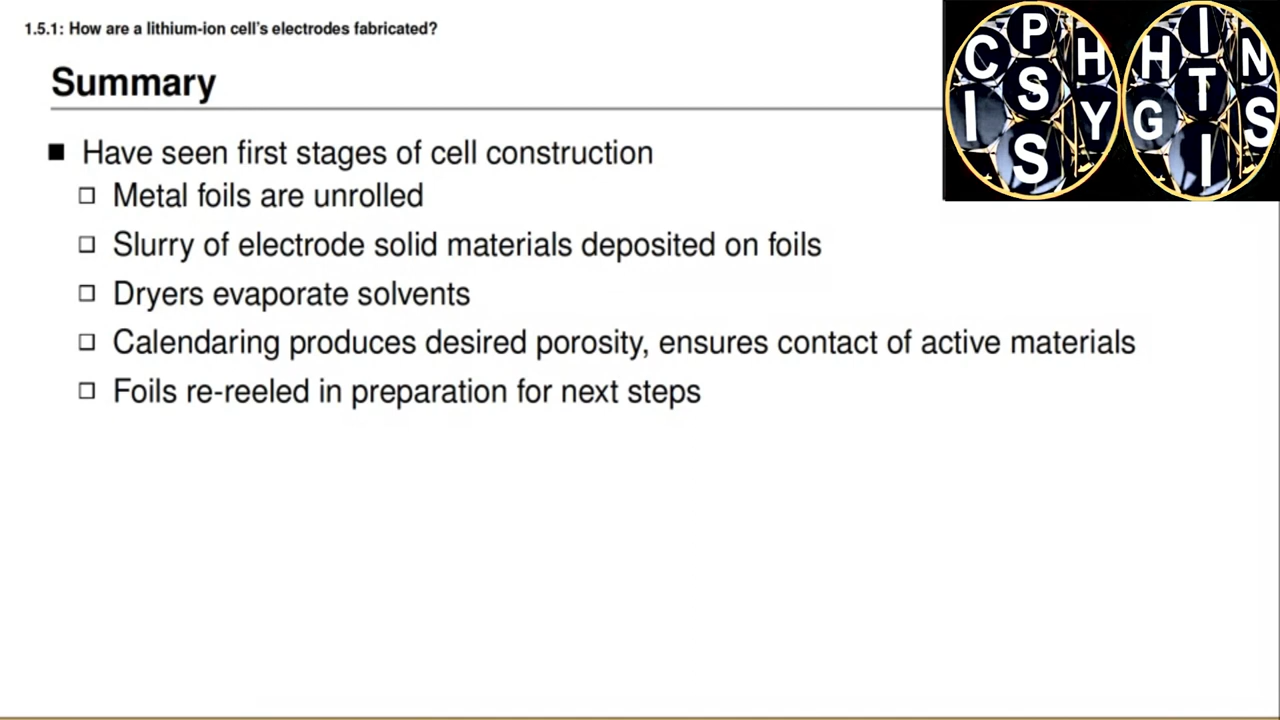 1.5.1: How are a lithium-ion cell's electrodes fabricated?
Summary
Have seen first stages of cell construction
Metal foils are unrolled
Slurry of electrode solid materials deposited on foils
Dryers evaporate solvents
Calendaring produces desired porosity, ensures contact of active materials
Foils re-reeled in preparation for next steps
PHYSICS
INSIGHT